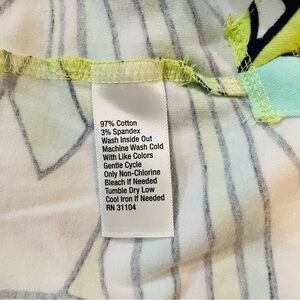 97% Cotton
3% Spandex
Wash Inside Out
Machine Wash Cold
With Like Colors
Gentle Cycle
Only Non-Chlorine
Bleach If Needed
Tumble Dry Low
Cool Iron If Needed
RN 31104